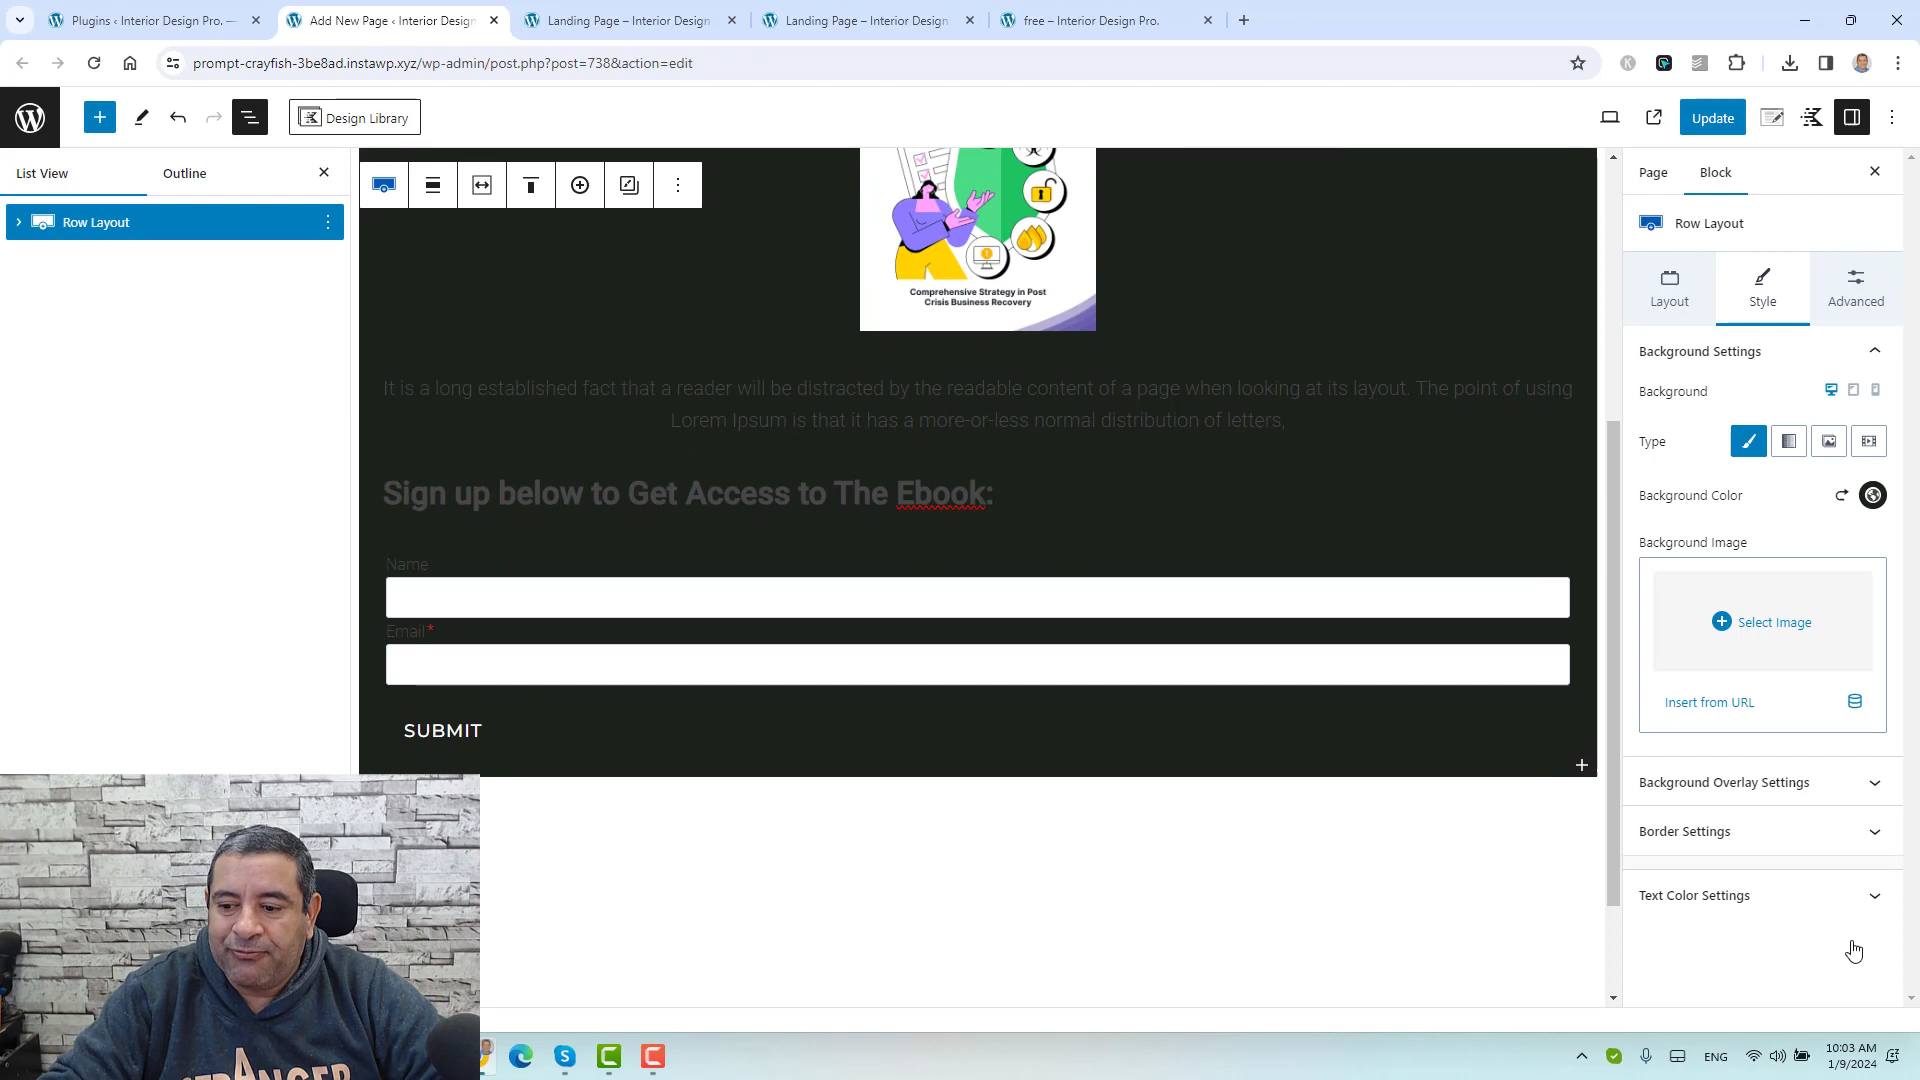 Plugins ‹ Interior Design Pro. —
Add New Page ‹ Interior Design
Landing Page – Interior Design
Landing Page – Interior Design
free – Interior Design Pro.
prompt-crayfish-3be8ad.instawp.xyz/wp-admin/post.php?post=738&action=edit
Design Library
Update
List View
Outline
Row Layout
Page
Block
Row Layout
Layout
Style
Advanced
Background Settings
Background
Type
Background Color
Background Image
Select Image
Insert from URL
Background Overlay Settings
Border Settings
Text Color Settings
Comprehensive Strategy in Post
Crisis Business Recovery
It is a long established fact that a reader will be distracted by the readable content of a page when looking at its layout. The point of using
Lorem Ipsum is that it has a more-or-less normal distribution of letters,
Sign up below to Get Access to The Ebook:
Name
Email*
SUBMIT
ENG
10:03 AM
1/9/2024